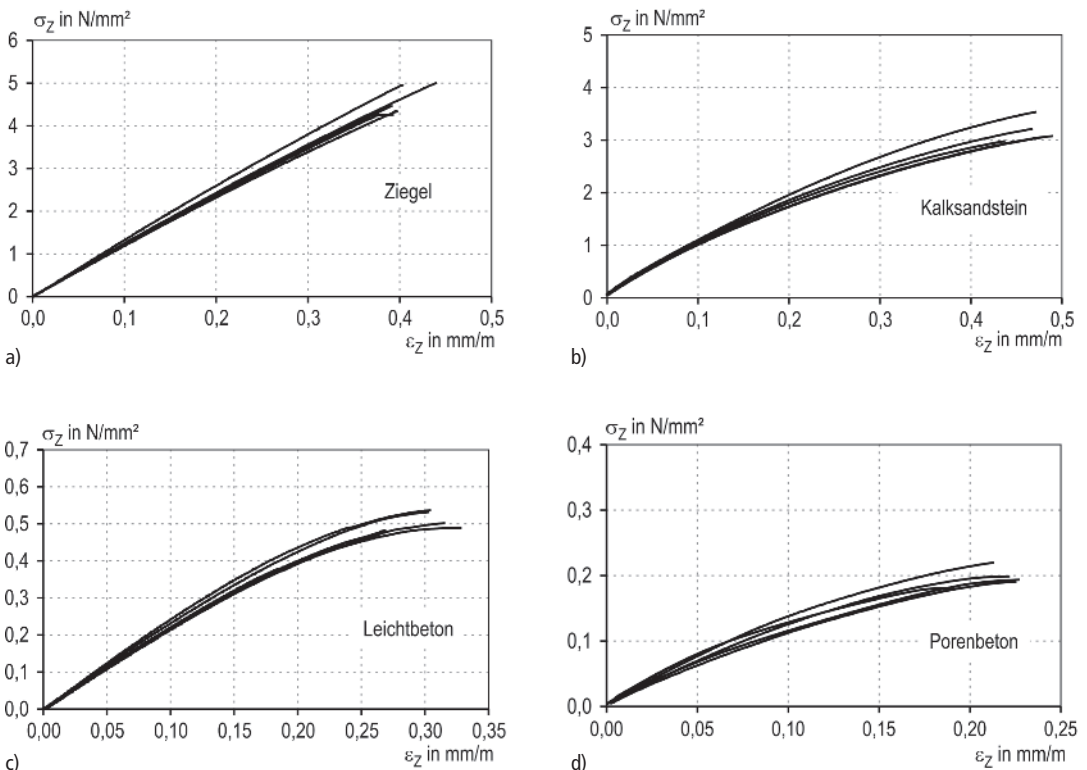 σZ in N/mm²
6
5
4
3
2
1
0
0,0 0,1 0,2 0,3 0,4 0,5
εZ in mm/m
Ziegel
a)
σZ in N/mm²
5
4
3
2
1
0
0,0 0,1 0,2 0,3 0,4 0,5
εZ in mm/m
Kalksandstein
b)
σZ in N/mm²
0,7
0,6
0,5
0,4
0,3
0,2
0,1
0,0
0,00 0,05 0,10 0,15 0,20 0,25 0,30 0,35
εZ in mm/m
Leichtbeton
c)
σZ in N/mm²
0,4
0,3
0,2
0,1
0,0
0,00 0,05 0,10 0,15 0,20 0,25
εZ in mm/m
Porenbeton
d)